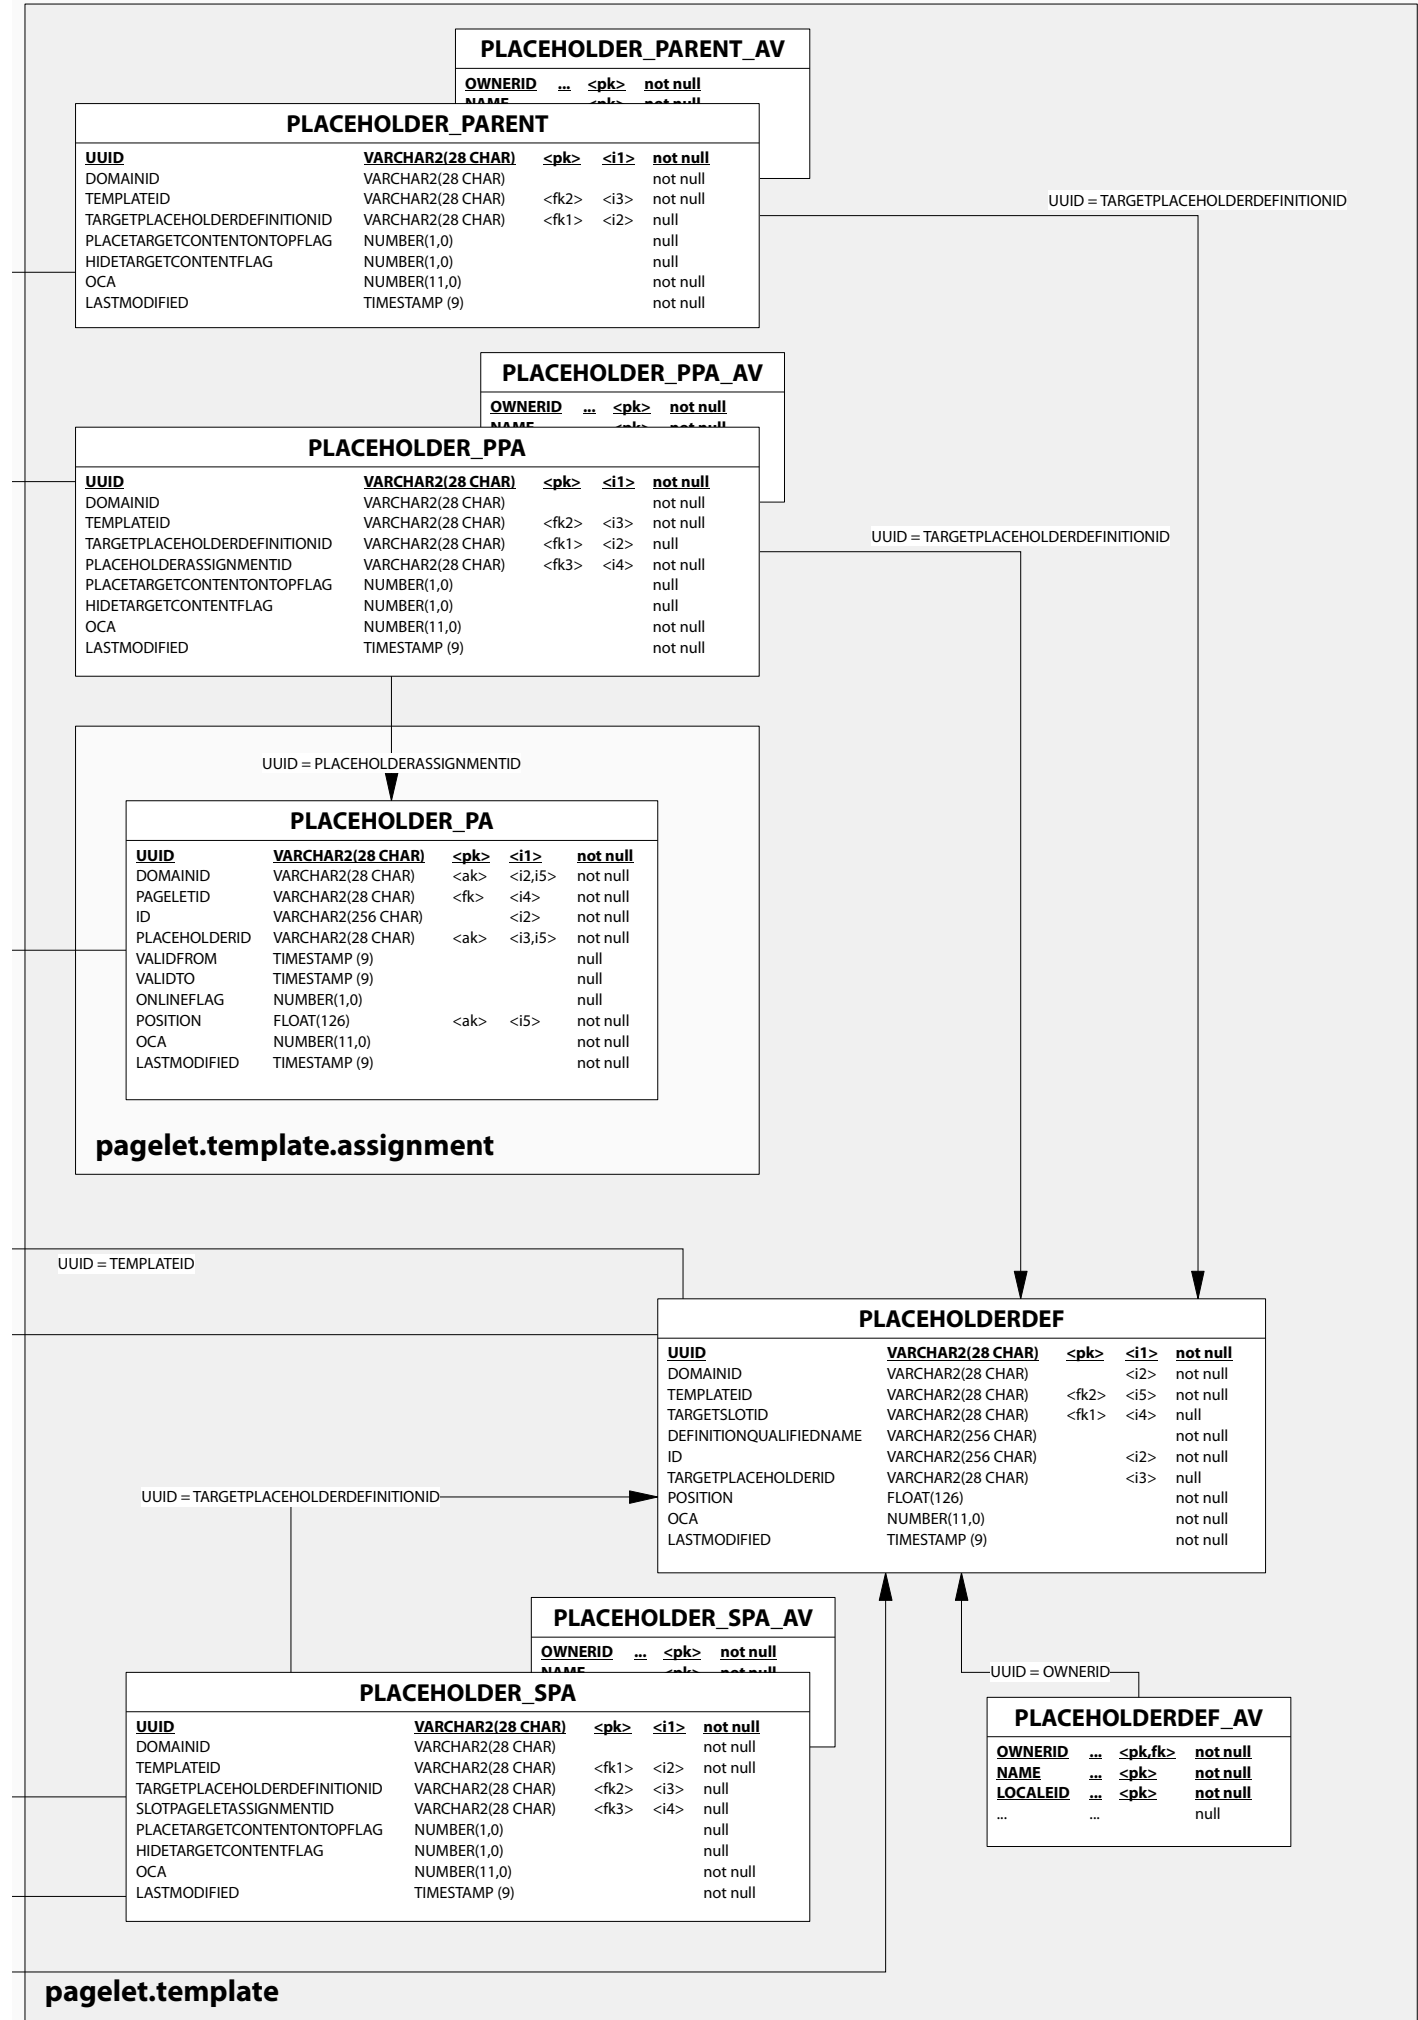 PLACEHOLDER_PARENT_AV
OWNERID ... <pk> not null
NAME <pk> not null
PLACEHOLDER_PARENT
UUID VARCHAR2(28 CHAR) <pk> <i1> not null
DOMAINID VARCHAR2(28 CHAR) not null
TEMPLATEID VARCHAR2(28 CHAR) <fk2> <i3> not null
TARGETPLACEHOLDERDEFINITIONID VARCHAR2(28 CHAR) <fk1> <i2> null
PLACETARGETCONTENTONTOPFLAG NUMBER(1,0) null
HIDETARGETCONTENTFLAG NUMBER(1,0) null
OCA NUMBER(11,0) not null
LASTMODIFIED TIMESTAMP (9) not null
UUID = TARGETPLACEHOLDERDEFINITIONID
PLACEHOLDER_PPA_AV
OWNERID ... <pk> not null
NAME <pk> not null
PLACEHOLDER_PPA
UUID VARCHAR2(28 CHAR) <pk> <i1> not null
DOMAINID VARCHAR2(28 CHAR) not null
TEMPLATEID VARCHAR2(28 CHAR) <fk2> <i3> not null
TARGETPLACEHOLDERDEFINITIONID VARCHAR2(28 CHAR) <fk1> <i2> null
PLACEHOLDERASSIGNMENTID VARCHAR2(28 CHAR) <fk3> <i4> not null
PLACETARGETCONTENTONTOPFLAG NUMBER(1,0) null
HIDETARGETCONTENTFLAG NUMBER(1,0) null
OCA NUMBER(11,0) not null
LASTMODIFIED TIMESTAMP (9) not null
UUID = TARGETPLACEHOLDERDEFINITIONID
UUID = PLACEHOLDERASSIGNMENTID
PLACEHOLDER_PA
UUID VARCHAR2(28 CHAR) <pk> <i1> not null
DOMAINID VARCHAR2(28 CHAR) <ak> <i2,i5> not null
PAGELETID VARCHAR2(28 CHAR) <fk> <i4> not null
ID VARCHAR2(256 CHAR) <i2> not null
PLACEHOLDERID VARCHAR2(28 CHAR) <ak> <i3,i5> not null
VALIDFROM TIMESTAMP (9) null
VALIDTO TIMESTAMP (9) null
ONLINEFLAG NUMBER(1,0) null
POSITION FLOAT(126) <ak> <i5> not null
OCA NUMBER(11,0) not null
LASTMODIFIED TIMESTAMP (9) not null
pagelet.template.assignment
UUID = TEMPLATEID
PLACEHOLDERDEF
UUID VARCHAR2(28 CHAR) <pk> <i1> not null
DOMAINID VARCHAR2(28 CHAR) <i2> not null
TEMPLATEID VARCHAR2(28 CHAR) <fk2> <i5> not null
TARGETSLOTID VARCHAR2(28 CHAR) <fk1> <i4> null
DEFINITIONQUALIFIEDNAME VARCHAR2(256 CHAR) not null
ID VARCHAR2(256 CHAR) <i2> not null
TARGETPLACEHOLDERID VARCHAR2(28 CHAR) <i3> null
POSITION FLOAT(126) not null
OCA NUMBER(11,0) not null
LASTMODIFIED TIMESTAMP (9) not null
UUID = TARGETPLACEHOLDERDEFINITIONID
PLACEHOLDER_SPA_AV
OWNERID ... <pk> not null
NAME <pk> not null
PLACEHOLDER_SPA
UUID VARCHAR2(28 CHAR) <pk> <i1> not null
DOMAINID VARCHAR2(28 CHAR) not null
TEMPLATEID VARCHAR2(28 CHAR) <fk1> <i2> not null
TARGETPLACEHOLDERDEFINITIONID VARCHAR2(28 CHAR) <fk2> <i3> null
SLOTPAGELETASSIGNMENTID VARCHAR2(28 CHAR) <fk3> <i4> null
PLACETARGETCONTENTONTOPFLAG NUMBER(1,0) null
HIDETARGETCONTENTFLAG NUMBER(1,0) null
OCA NUMBER(11,0) not null
LASTMODIFIED TIMESTAMP (9) not null
UUID = OWNERID
PLACEHOLDERDEF_AV
OWNERID ... <pk,fk> not null
NAME ... <pk> not null
LOCALEID ... <pk> not null
... ... null
pagelet.template